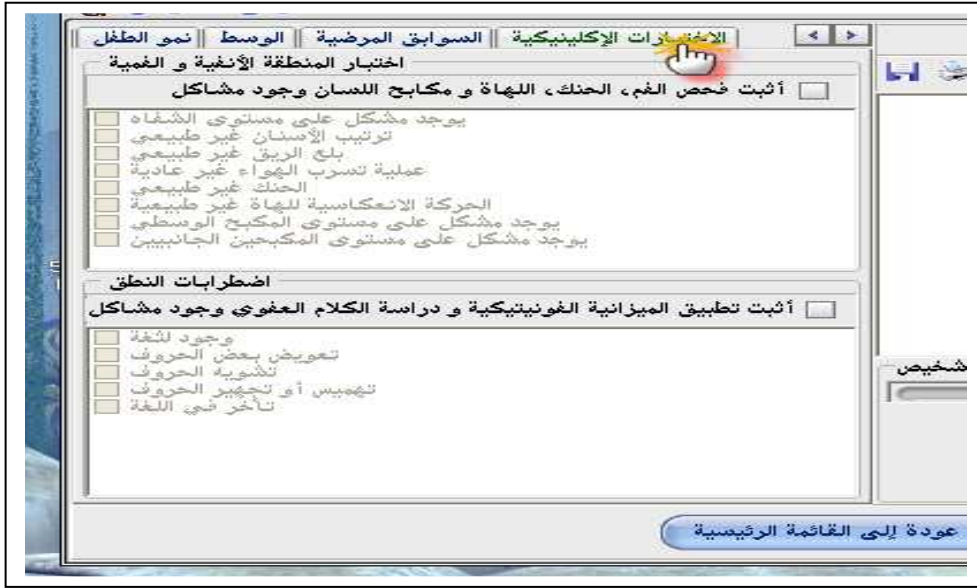 الاختبارات الإكلينيكية السوابق المرضية الوسط نمو الطفل
اختبار المنطقة الأنفية و الفمية
أثبت فحص الفم، الحنك، اللهاة و مكابح اللسان وجود مشاكل
يوجد مشكل على مستوى الشفاه
ترتيب الأسنان غير طبيعي
بلع الريق غير طبيعي
عملية تسرب الهواء غير عادية
الحنك غير طبيعي
الحركة الانعكاسية للهاة غير طبيعية
يوجد مشكل على مستوى المكبح الوسطي
يوجد مشكل على مستوى المكبحين الجانبيين
اضطرابات النطق
أثبت تطبيق الميزانية الفونيتيكية و دراسة الكلام العفوي وجود مشاكل
وجود لثغة
تعويض بعض الحروف
تشويه الحروف
تهميس أو تجهير الحروف
تأخر في اللغة
شخيص
عودة إلى القائمة الرئيسية